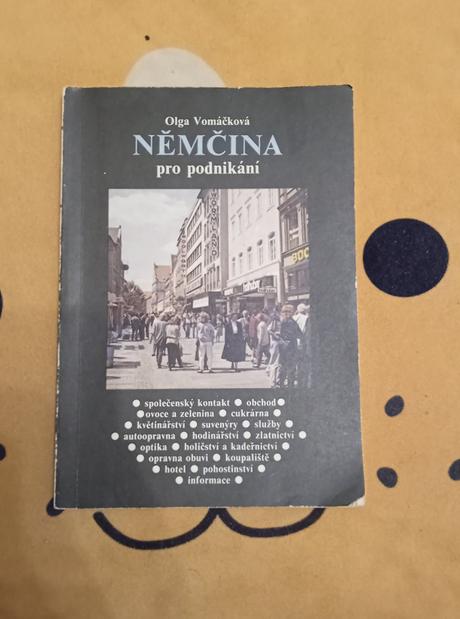 Olga Vomáčková
NĚMČINA
pro podnikání
WORMLAND
● společenský kontakt ● obchod ●
● ovoce a zelenina ● cukrárna ●
● květinářství ● suvenýry ● služby ●
● autoopravna ● hodinářství ● zlatnictví ●
● optika ● holičství a kadeřnictví ●
● opravna obuvi ● koupaliště ●
● hotel ● pohostinství ●
● informace ●